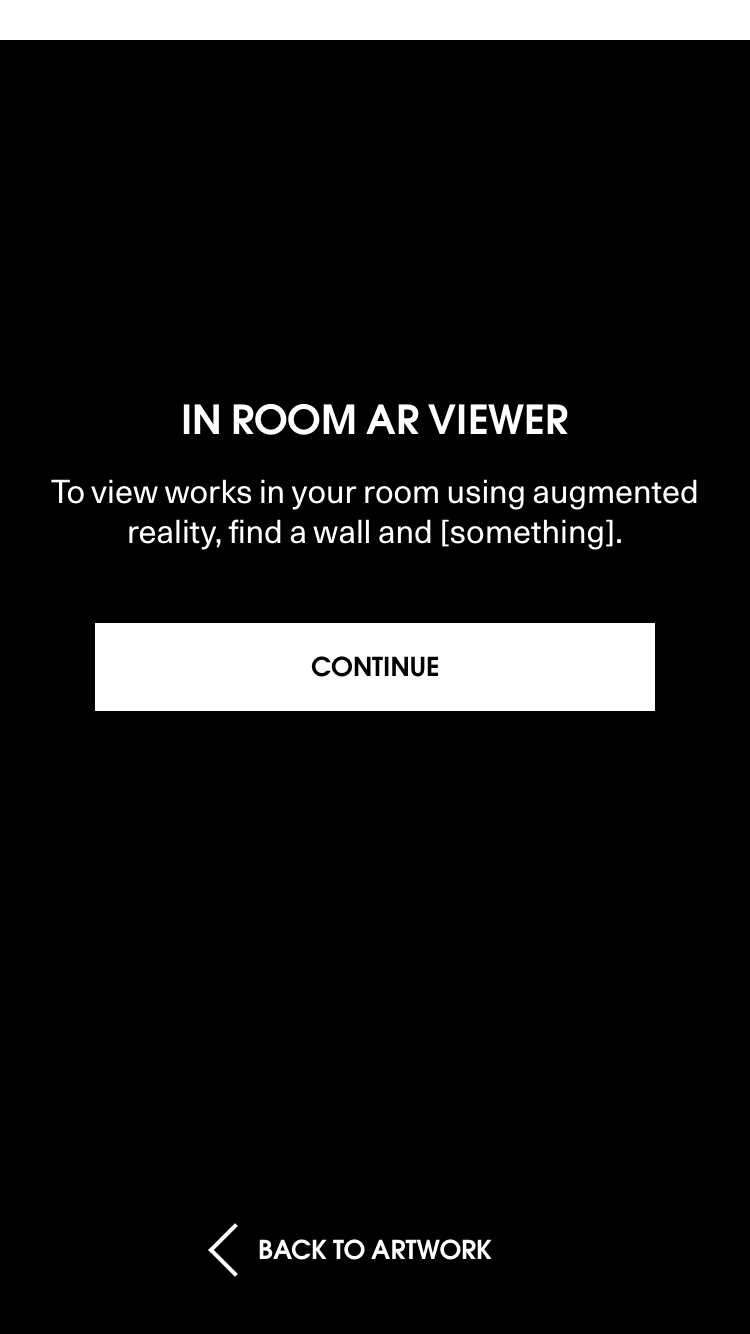 IN ROOM AR VIEWER
To view works in your room using augmented
reality, find a wall and [something].
CONTINUE
BACK TO ARTWORK